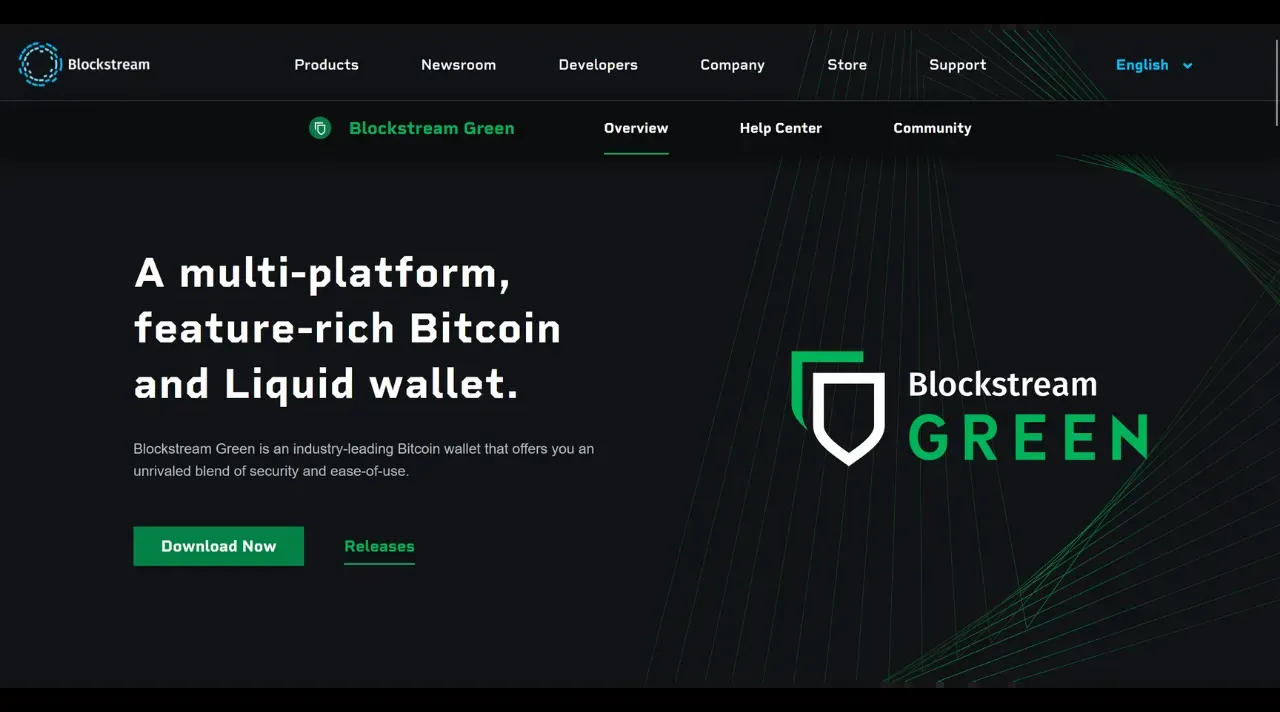 Blockstream
Products
Newsroom
Developers
Company
Store
Support
English
Blockstream Green
Overview
Help Center
Community
A multi-platform,
feature-rich Bitcoin
and Liquid wallet.
Blockstream Green is an industry-leading Bitcoin wallet that offers you an
unrivaled blend of security and ease-of-use.
Download Now
Releases
Blockstream
GREEN